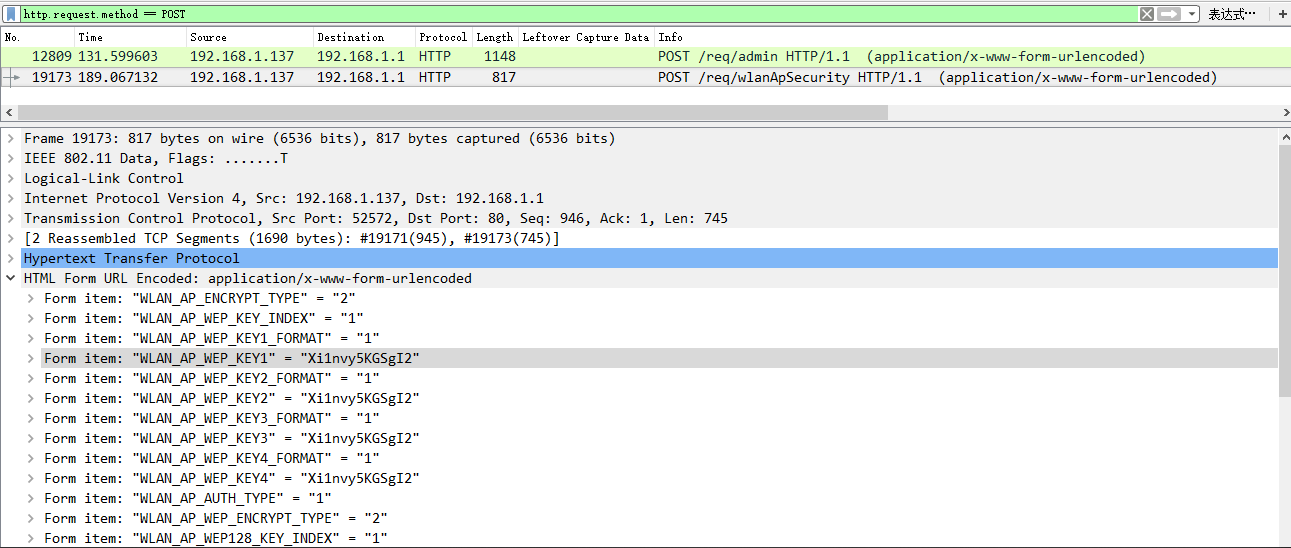 http.request.method == POST 表达式… +
No. Time Source Destination Protocol Length Leftover Capture Data Info
12809 131.599603 192.168.1.137 192.168.1.1 HTTP 1148 POST /req/admin HTTP/1.1 (application/x-www-form-urlencoded)
19173 189.067132 192.168.1.137 192.168.1.1 HTTP 817 POST /req/wlanApSecurity HTTP/1.1 (application/x-www-form-urlencoded)
Frame 19173: 817 bytes on wire (6536 bits), 817 bytes captured (6536 bits)
IEEE 802.11 Data, Flags: .......T
Logical-Link Control
Internet Protocol Version 4, Src: 192.168.1.137, Dst: 192.168.1.1
Transmission Control Protocol, Src Port: 52572, Dst Port: 80, Seq: 946, Ack: 1, Len: 745
[2 Reassembled TCP Segments (1690 bytes): #19171(945), #19173(745)]
Hypertext Transfer Protocol
HTML Form URL Encoded: application/x-www-form-urlencoded
Form item: "WLAN_AP_ENCRYPT_TYPE" = "2"
Form item: "WLAN_AP_WEP_KEY_INDEX" = "1"
Form item: "WLAN_AP_WEP_KEY1_FORMAT" = "1"
Form item: "WLAN_AP_WEP_KEY1" = "Xi1nvy5KGSgI2"
Form item: "WLAN_AP_WEP_KEY2_FORMAT" = "1"
Form item: "WLAN_AP_WEP_KEY2" = "Xi1nvy5KGSgI2"
Form item: "WLAN_AP_WEP_KEY3_FORMAT" = "1"
Form item: "WLAN_AP_WEP_KEY3" = "Xi1nvy5KGSgI2"
Form item: "WLAN_AP_WEP_KEY4_FORMAT" = "1"
Form item: "WLAN_AP_WEP_KEY4" = "Xi1nvy5KGSgI2"
Form item: "WLAN_AP_AUTH_TYPE" = "1"
Form item: "WLAN_AP_WEP_ENCRYPT_TYPE" = "2"
Form item: "WLAN_AP_WEP128_KEY_INDEX" = "1"